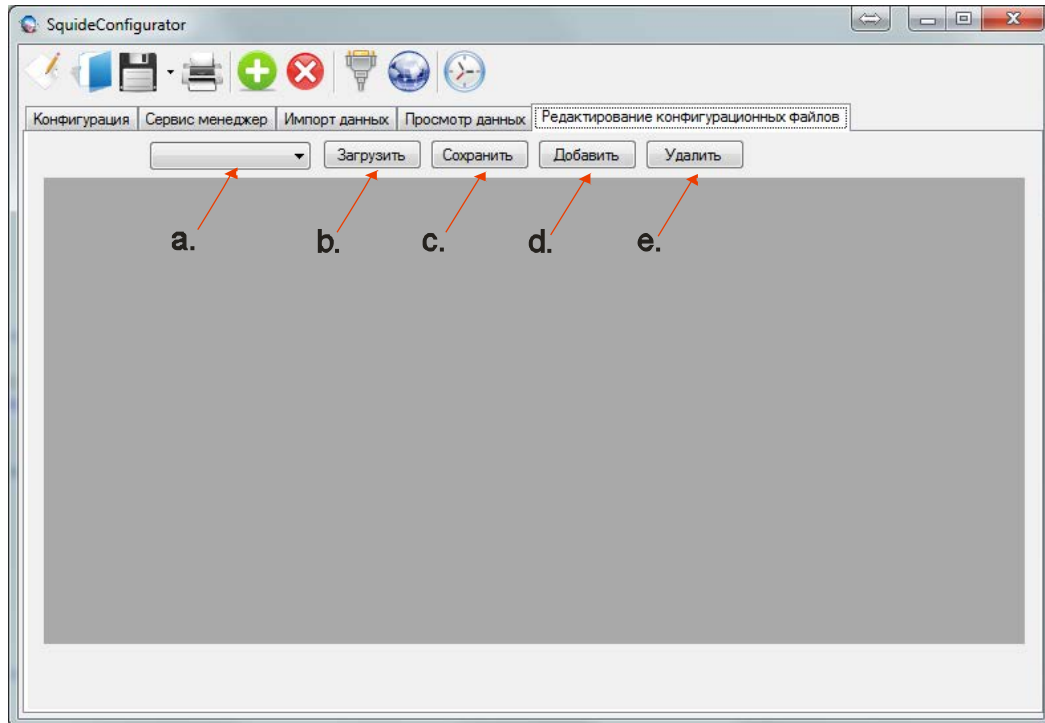 SquideConfigurator
Конфигурация Сервис менеджер Импорт данных Просмотр данных Редактирование конфигурационных файлов
Загрузить Сохранить Добавить Удалить
a. b. c. d. e.